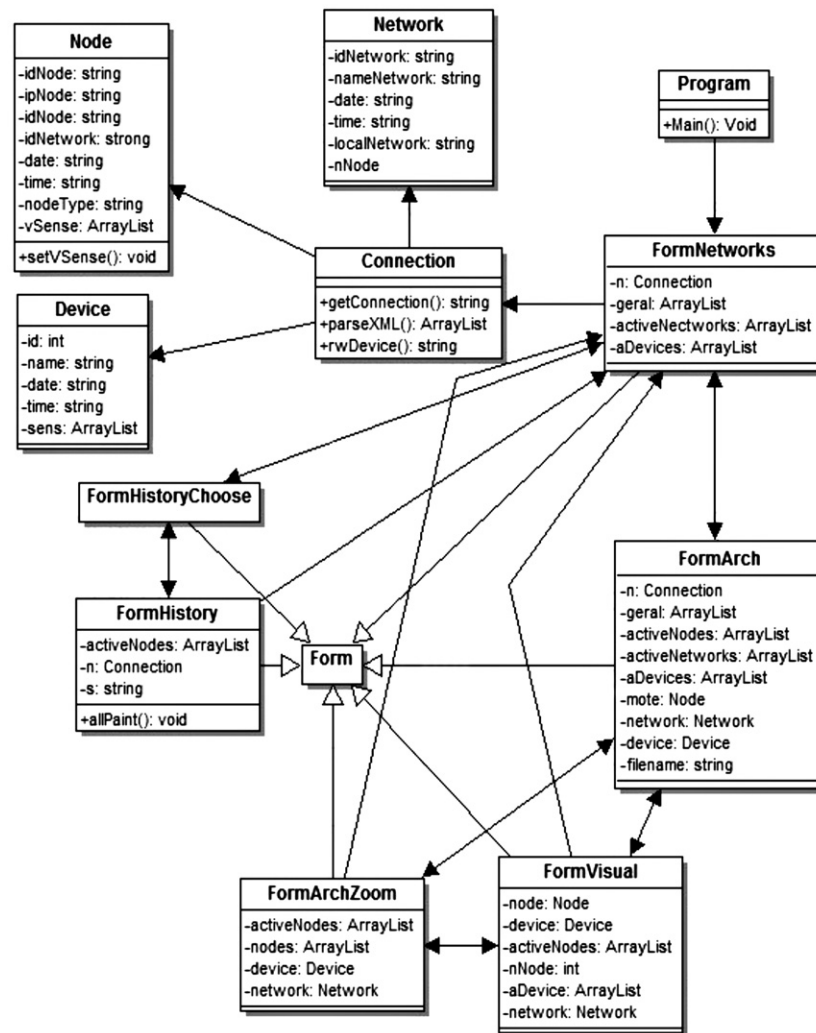 Node
-idNode: string
-ipNode: string
-idNode: string
-idNetwork: strong
-date: string
-time: string
-nodeType: string
-vSense: ArrayList
+setVSense(): void
Network
-idNetwork: string
-nameNetwork: string
-date: string
-time: string
-localNetwork: string
-nNode
Program
+Main(): Void
Connection
+getConnection(): string
+parseXML(): ArrayList
+rwDevice(): string
FormNetworks
-n: Connection
-geral: ArrayList
-activeNectworks: ArrayList
-aDevices: ArrayList
Device
-id: int
-name: string
-date: string
-time: string
-sens: ArrayList
FormHistoryChoose
FormHistory
-activeNodes: ArrayList
-n: Connection
-s: string
+allPaint(): void
Form
FormArch
-n: Connection
-geral: ArrayList
-activeNodes: ArrayList
-activeNetworks: ArrayList
-aDevices: ArrayList
-mote: Node
-network: Network
-device: Device
-filename: string
FormArchZoom
-activeNodes: ArrayList
-nodes: ArrayList
-device: Device
-network: Network
FormVisual
-node: Node
-device: Device
-activeNodes: ArrayList
-nNode: int
-aDevice: ArrayList
-network: Network